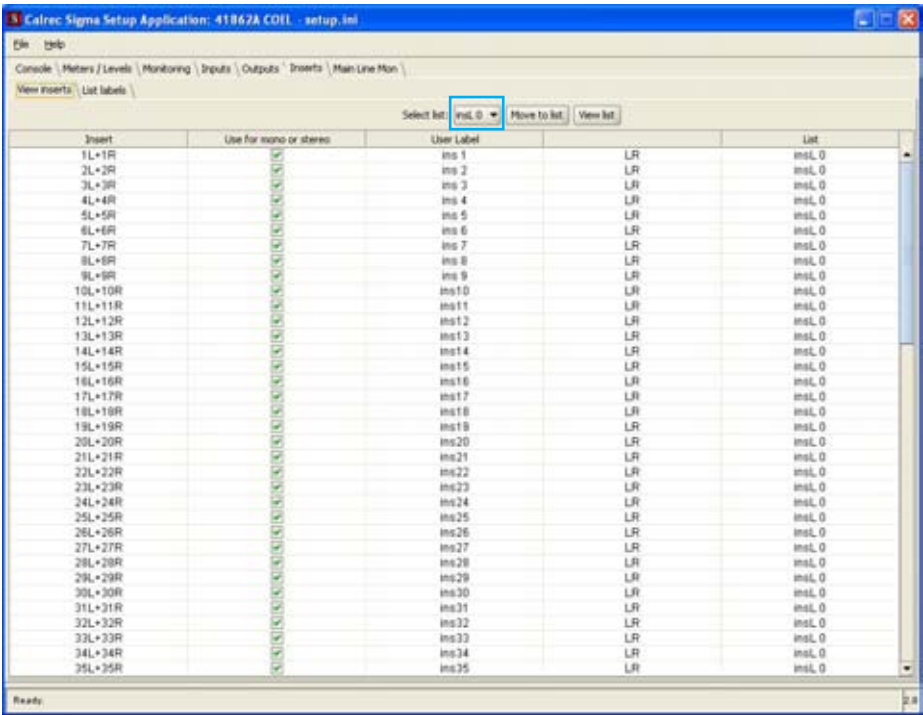 Calrec Sigma Setup Application: 41862A COIL - setup.ini
File Help
Console Meters / Levels Monitoring Inputs Outputs Inserts Main Line Mon
View inserts List labels
Select list: insL 0 Move to list View list
Insert Use for mono or stereo User Label List
1L+1R ins 1 LR insL 0
2L+2R ins 2 LR insL 0
3L+3R ins 3 LR insL 0
4L+4R ins 4 LR insL 0
5L+5R ins 5 LR insL 0
6L+6R ins 6 LR insL 0
7L+7R ins 7 LR insL 0
8L+8R ins 8 LR insL 0
9L+9R ins 9 LR insL 0
10L+10R ins10 LR insL 0
11L+11R ins11 LR insL 0
12L+12R ins12 LR insL 0
13L+13R ins13 LR insL 0
14L+14R ins14 LR insL 0
15L+15R ins15 LR insL 0
16L+16R ins16 LR insL 0
17L+17R ins17 LR insL 0
18L+18R ins18 LR insL 0
19L+19R ins19 LR insL 0
20L+20R ins20 LR insL 0
21L+21R ins21 LR insL 0
22L+22R ins22 LR insL 0
23L+23R ins23 LR insL 0
24L+24R ins24 LR insL 0
25L+25R ins25 LR insL 0
26L+26R ins26 LR insL 0
27L+27R ins27 LR insL 0
28L+28R ins28 LR insL 0
29L+29R ins29 LR insL 0
30L+30R ins30 LR insL 0
31L+31R ins31 LR insL 0
32L+32R ins32 LR insL 0
33L+33R ins33 LR insL 0
34L+34R ins34 LR insL 0
35L+35R ins35 LR insL 0
Ready.